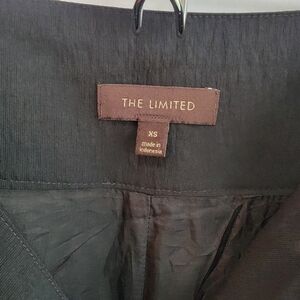 THE LIMITED
XS
made in
indonesia